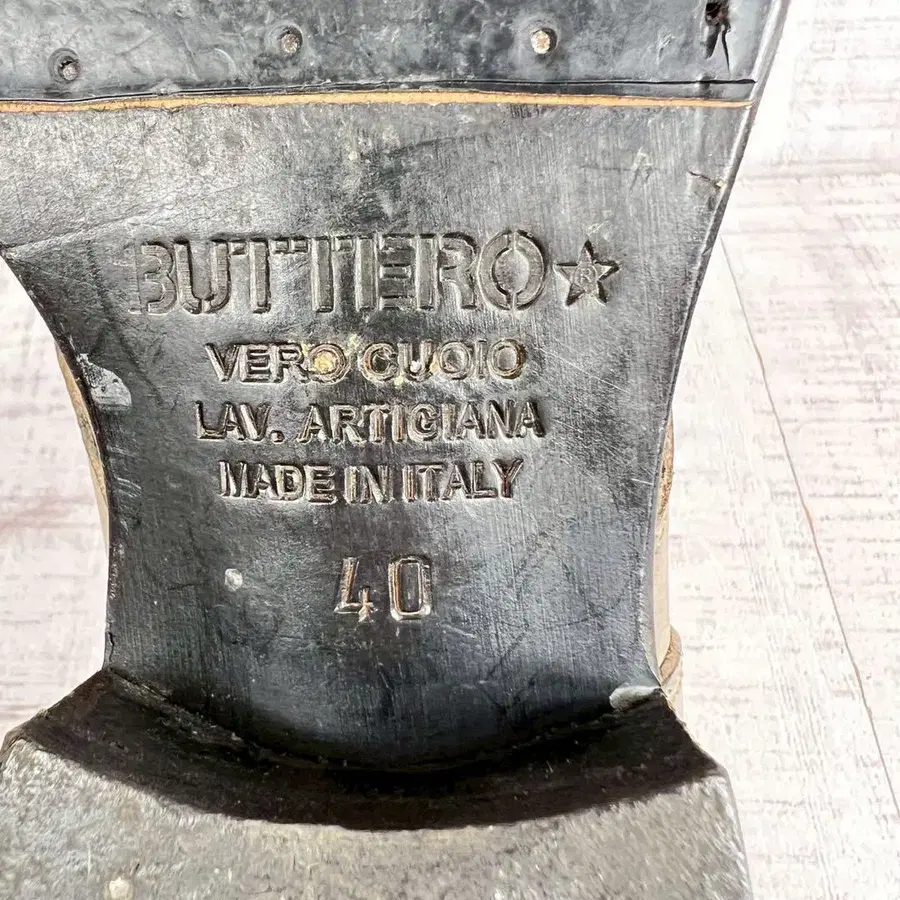 BUTTERO★®
VERO CUOIO
LAV. ARTIGIANA
MADE IN ITALY
40